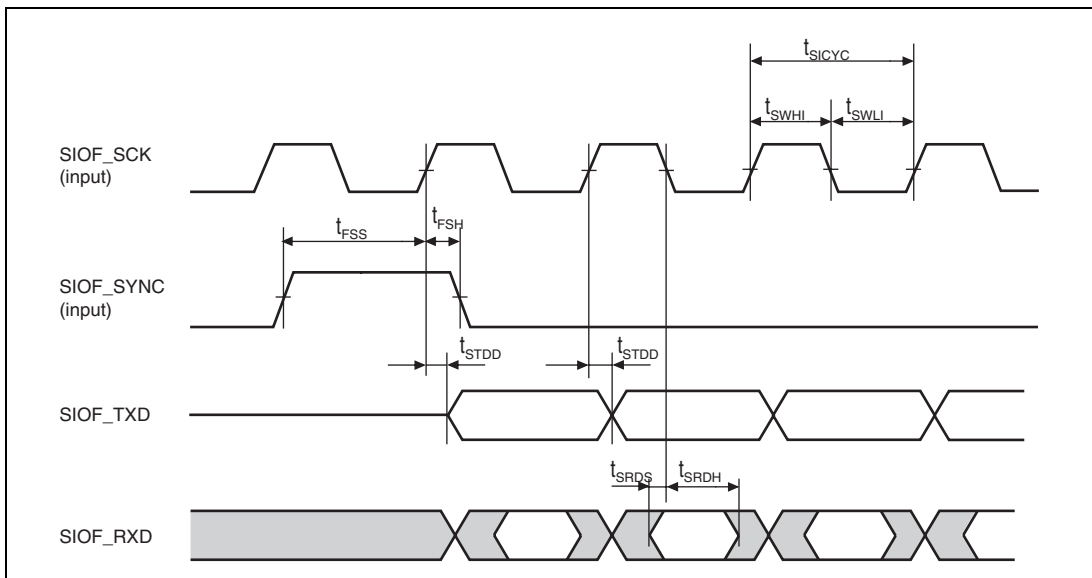 tSICYC
tSWHI tSWLI
SIOF_SCK
(input)
tFSS tFSH
SIOF_SYNC
(input)
tSTDD tSTDD
SIOF_TXD
tSRDS tSRDH
SIOF_RXD